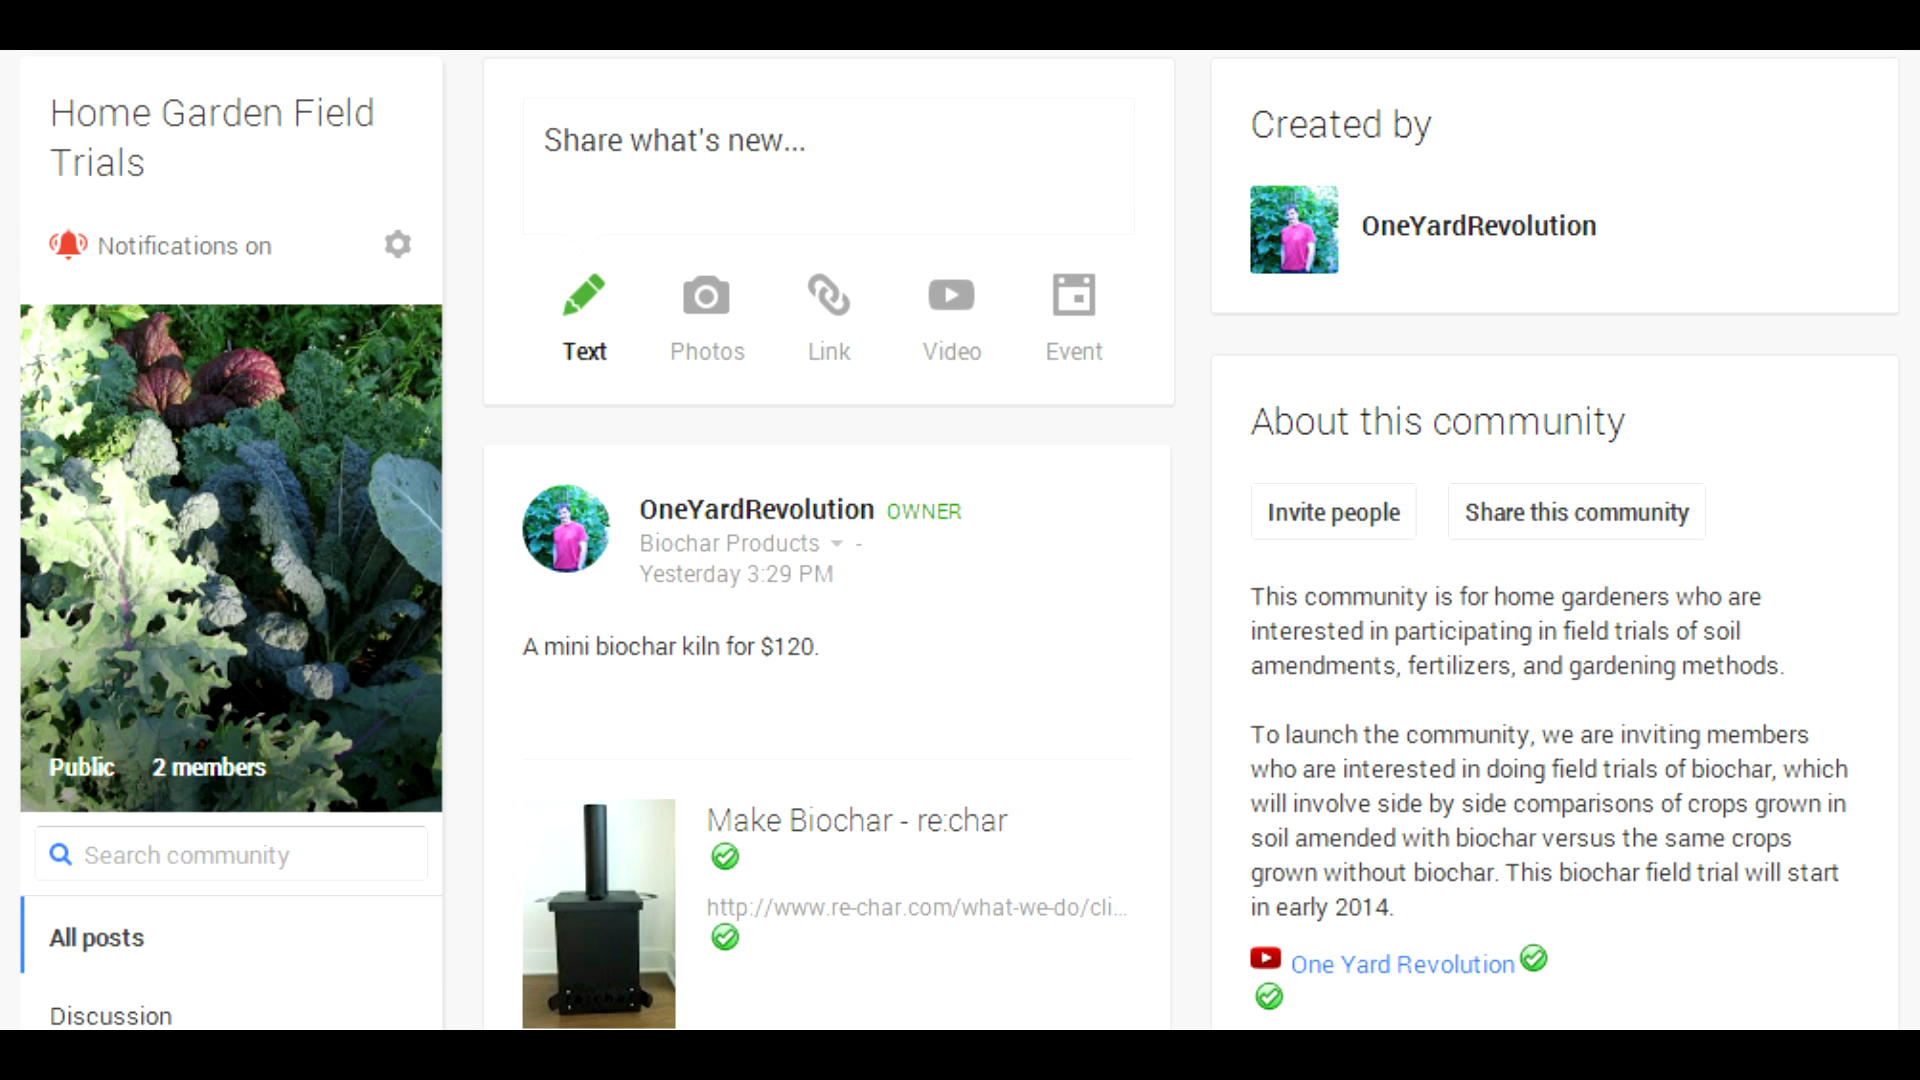 Home Garden Field
Trials
Notifications on
Public 2 members
Search community
All posts
Discussion
Share what's new...
Text Photos Link Video Event
OneYardRevolution OWNER
Biochar Products -
Yesterday 3:29 PM
A mini biochar kiln for $120.
Make Biochar - re:char
http://www.re-char.com/what-we-do/cli...
Created by
OneYardRevolution
About this community
Invite people Share this community
This community is for home gardeners who are
interested in participating in field trials of soil
amendments, fertilizers, and gardening methods.
To launch the community, we are inviting members
who are interested in doing field trials of biochar, which
will involve side by side comparisons of crops grown in
soil amended with biochar versus the same crops
grown without biochar. This biochar field trial will start
in early 2014.
One Yard Revolution